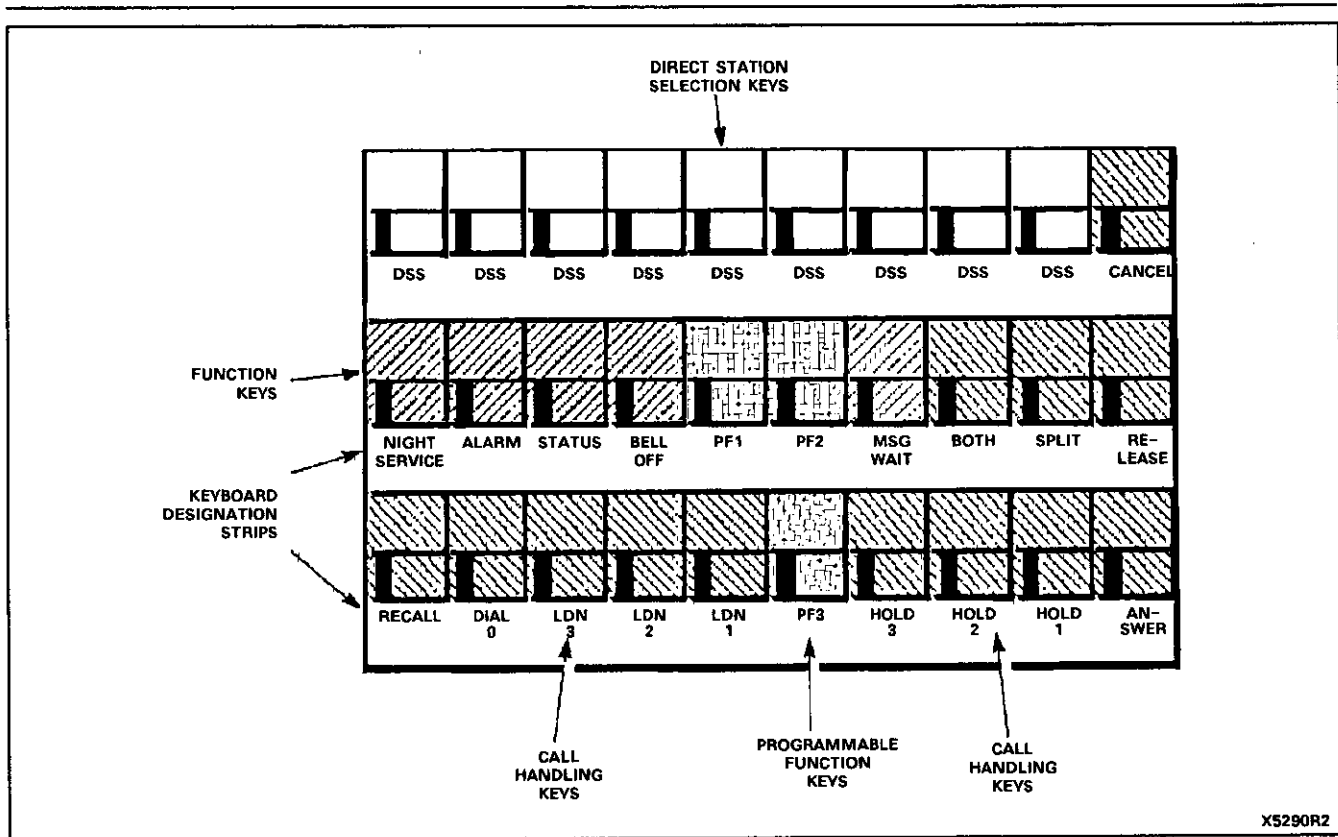 DIRECT STATION
SELECTION KEYS
DSS DSS DSS DSS DSS DSS DSS DSS DSS CANCEL
FUNCTION
KEYS
NIGHT
SERVICE
ALARM
STATUS
BELL
OFF
PF1
PF2
MSG
WAIT
BOTH
SPLIT
RE-
LEASE
KEYBOARD
DESIGNATION
STRIPS
RECALL
DIAL
0
LDN
3
LDN
2
LDN
1
PF3
HOLD
3
HOLD
2
HOLD
1
AN-
SWER
CALL
HANDLING
KEYS
PROGRAMMABLE
FUNCTION
KEYS
CALL
HANDLING
KEYS
X5290R2